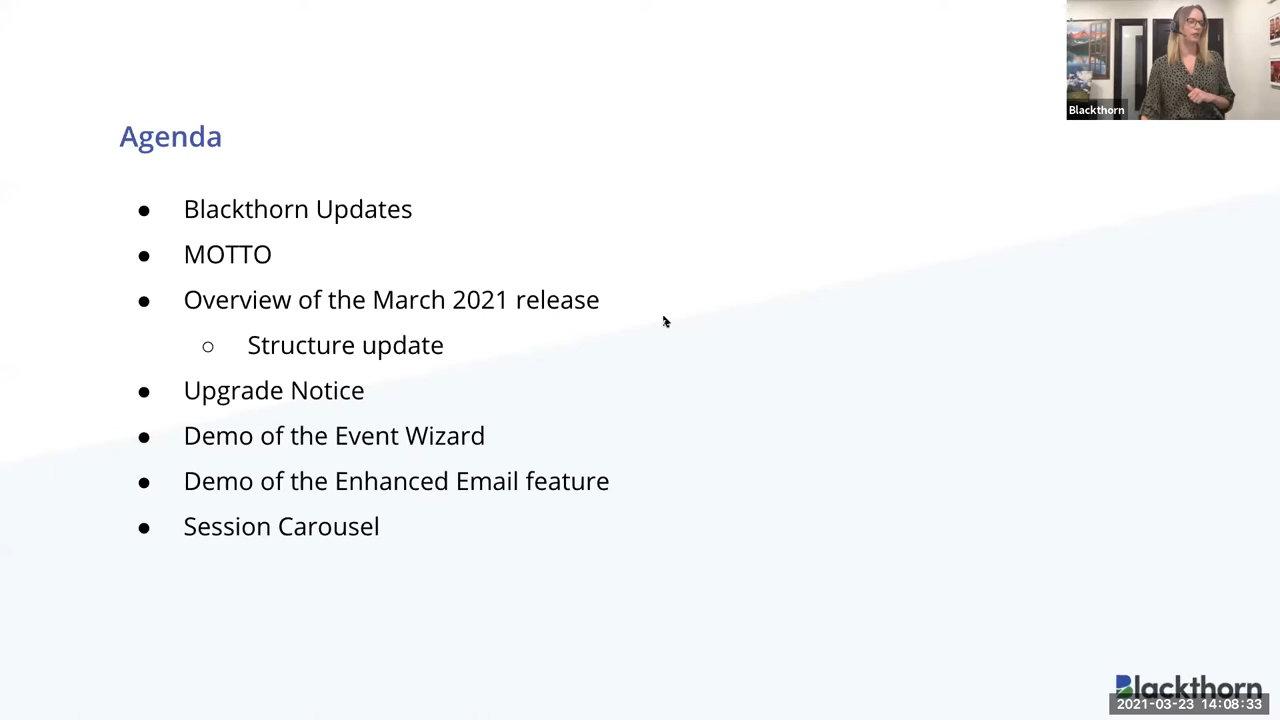 Blackthorn
Agenda
● Blackthorn Updates
● MOTTO
● Overview of the March 2021 release
○ Structure update
● Upgrade Notice
● Demo of the Event Wizard
● Demo of the Enhanced Email feature
● Session Carousel
Blackthorn
2021-03-23 14:08:33